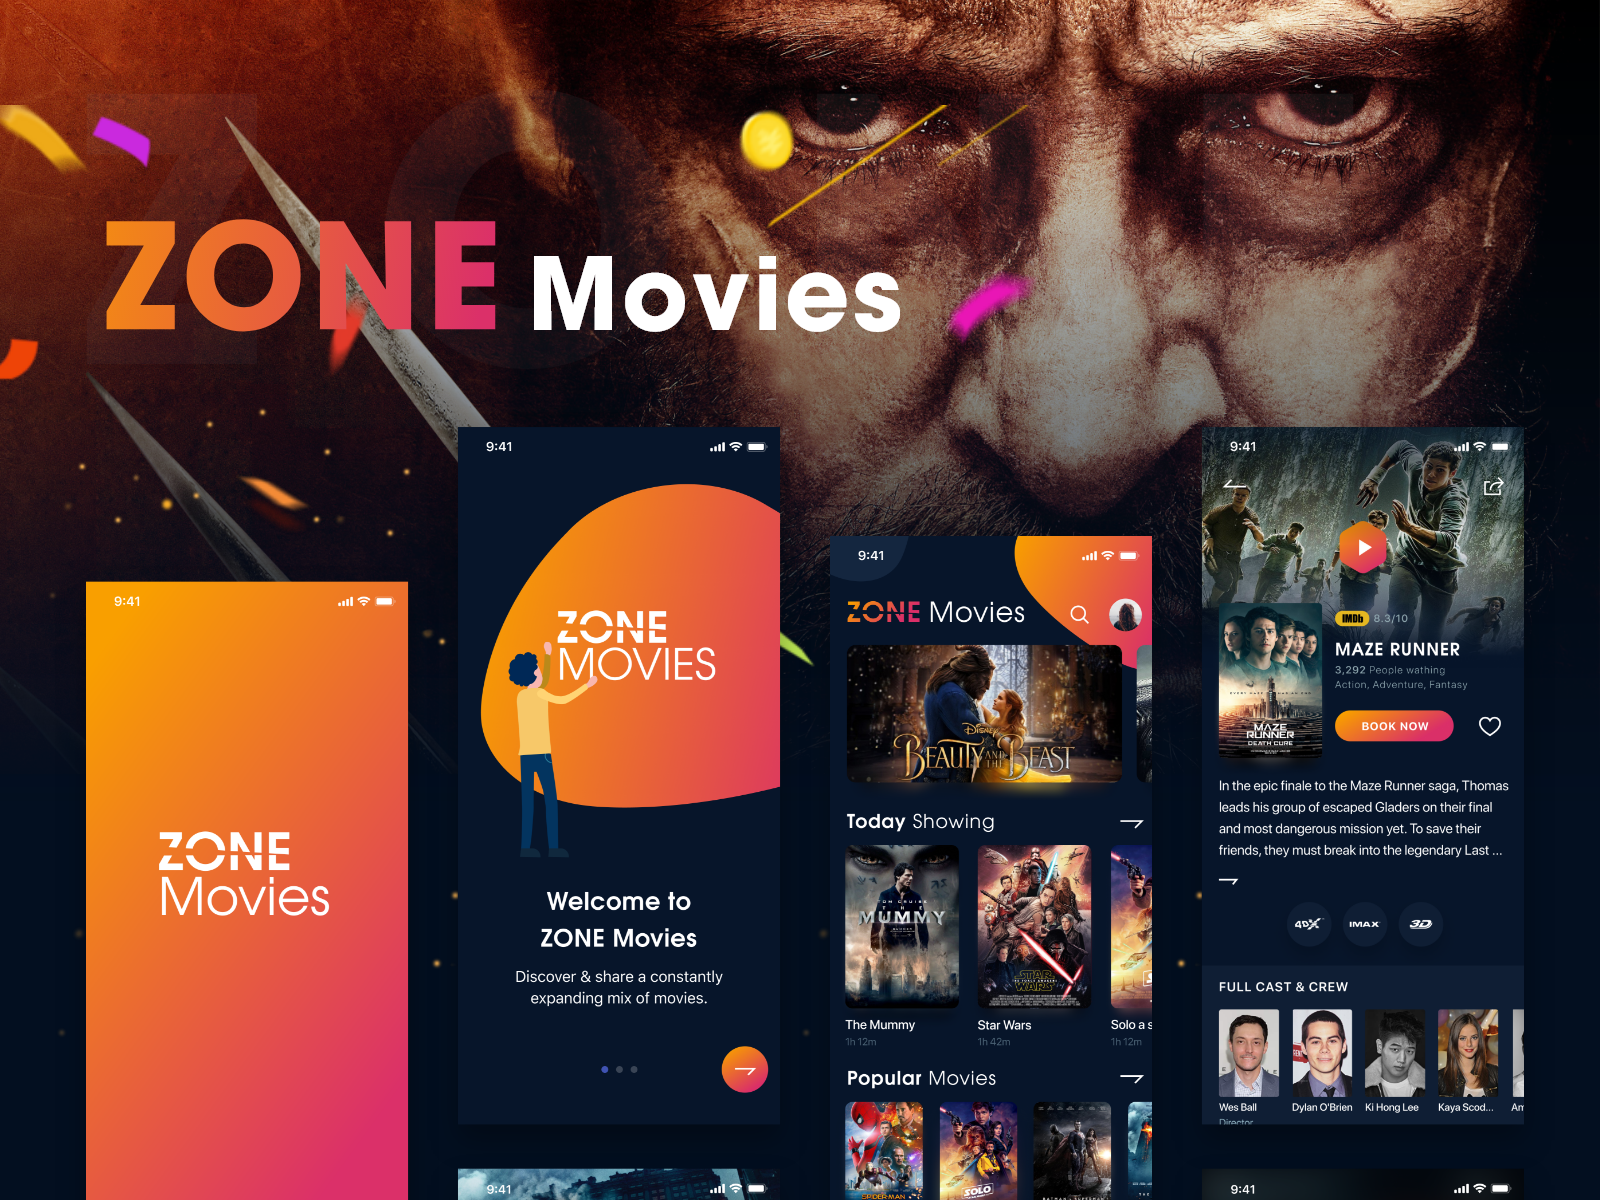 ZONE Movies
9:41
ZONE
Movies
9:41
ZONE
MOVIES
Welcome to
ZONE Movies
Discover & share a constantly
expanding mix of movies.
9:41
9:41
ZONE Movies
Disney
BEAUTY AND THE BEAST
Today Showing
TOM CRUISE
THE
MUMMY
STAR
WARS
The Mummy
1h 12m
Star Wars
1h 42m
Solo a s
1h 12m
Popular Movies
SPIDER-MAN
SOLO
9:41
IMDb 8.3/10
MAZE RUNNER
3,292 People wathing
Action, Adventure, Fantasy
BOOK NOW
MAZE
RUNNER
DEATH CURE
In the epic finale to the Maze Runner saga, Thomas
leads his group of escaped Gladers on their final
and most dangerous mission yet. To save their
friends, they must break into the legendary Last ...
4DX
IMAX
3D
FULL CAST & CREW
Wes Ball
Director
Dylan O'Brien
Ki Hong Lee
Kaya Scod...
Am
9:41